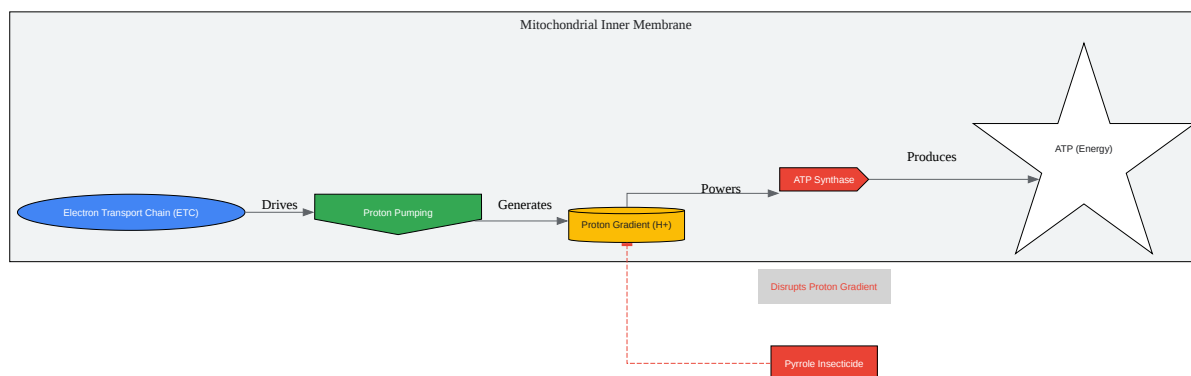 Mitochondrial Inner Membrane
Electron Transport Chain (ETC)
Drives
Proton Pumping
Generates
Proton Gradient (H+)
Powers
ATP Synthase
Produces
ATP (Energy)
Disrupts Proton Gradient
Pyrrole Insecticide